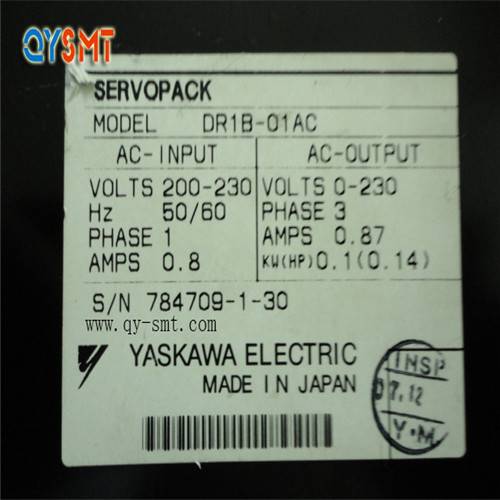 QYSMT
SERVOPACK
MODEL DR1B-01AC
AC-INPUT AC-OUTPUT
VOLTS 200-230 VOLTS 0-230
Hz 50/60 PHASE 3
PHASE 1 AMPS 0.87
AMPS 0.8 KW(HP) 0.1(0.14)
S/N 784709-1-30
www.qy-smt.com
YASKAWA ELECTRIC
MADE IN JAPAN
INSP
07.12
Y.M